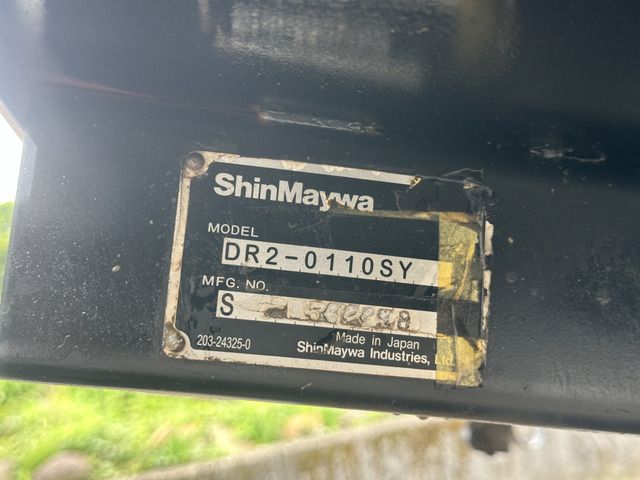 ShinMaywa
MODEL
DR2-0110SY
MFG. NO.
S
Made in Japan
203-24325-0
ShinMaywa Industries, Ltd.